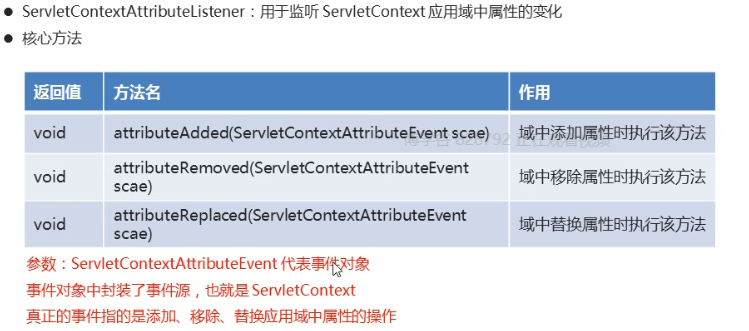 ● ServletContextAttributeListener：用于监听 ServletContext 应用域中属性的变化
● 核心方法
返回值 方法名 作用
void attributeAdded(ServletContextAttributeEvent scae) 域中添加属性时执行该方法
void attributeRemoved(ServletContextAttributeEvent
scae) 域中移除属性时执行该方法
void attributeReplaced(ServletContextAttributeEvent
scae) 域中替换属性时执行该方法
参数：ServletContextAttributeEvent 代表事件对象
事件对象中封装了事件源，也就是 ServletContext
真正的事件指的是添加、移除、替换应用域中属性的操作